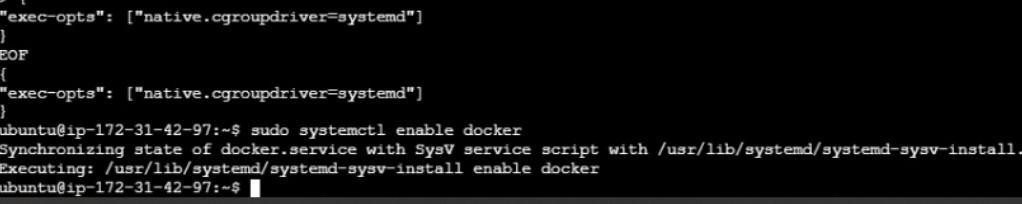 {
"exec-opts": ["native.cgroupdriver=systemd"]
}
EOF
{
"exec-opts": ["native.cgroupdriver=systemd"]
}
ubuntu@ip-172-31-42-97:~$ sudo systemctl enable docker
Synchronizing state of docker.service with SysV service script with /usr/lib/systemd/systemd-sysv-install.
Executing: /usr/lib/systemd/systemd-sysv-install enable docker
ubuntu@ip-172-31-42-97:~$